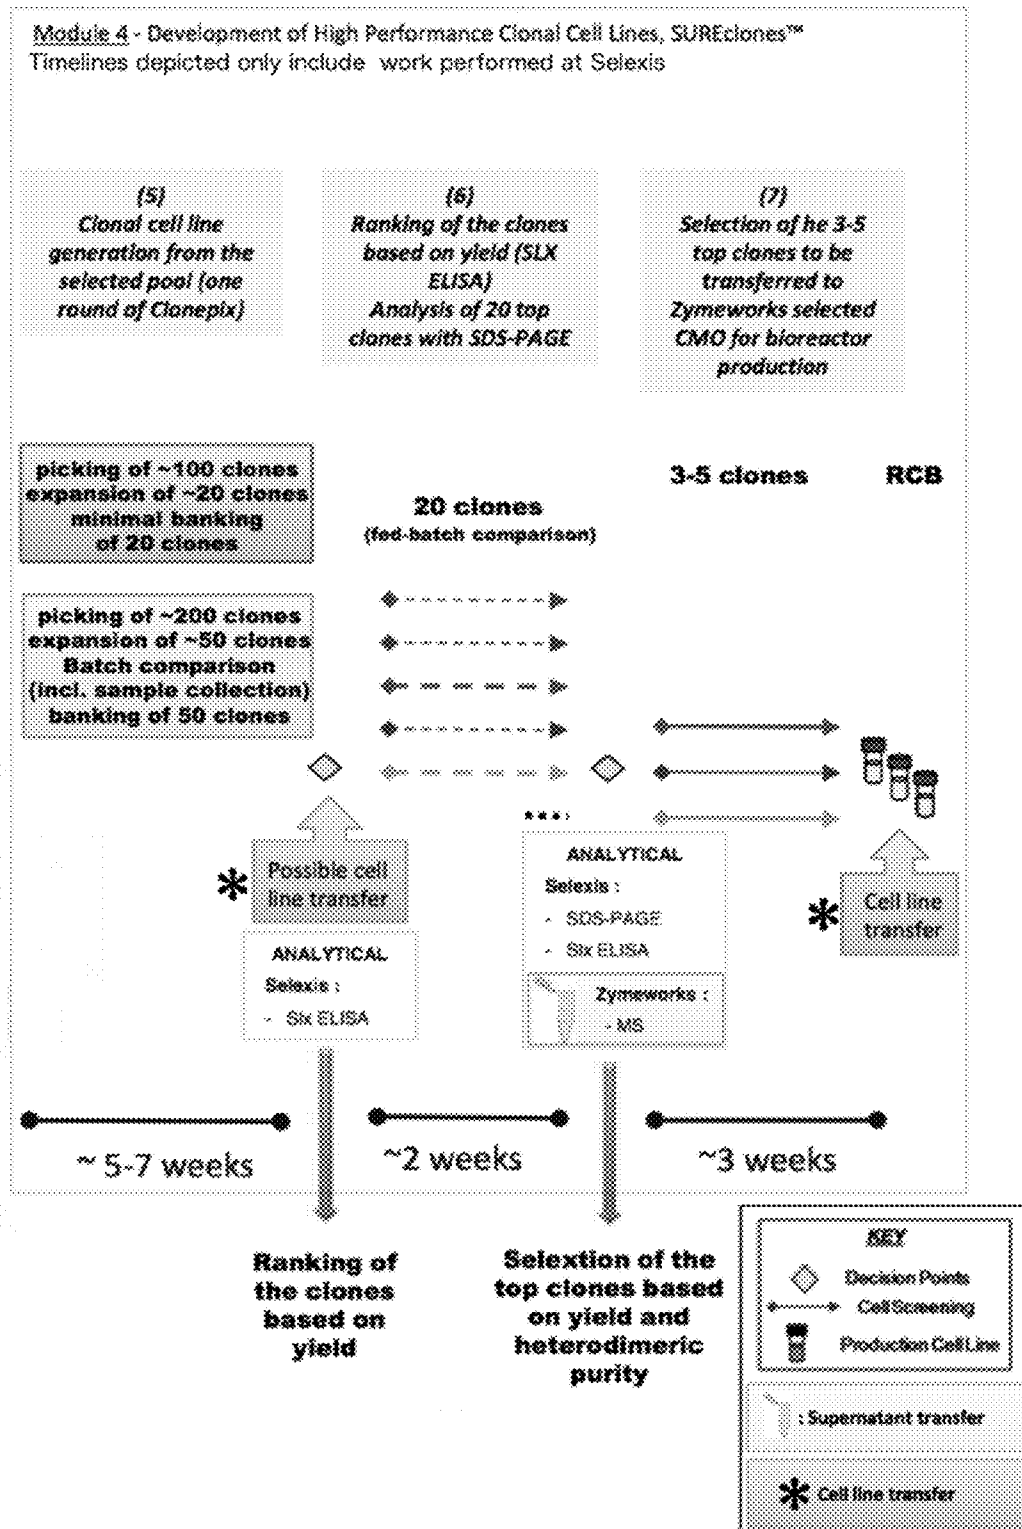 Module 4 - Development of High Performance Clonal Cell Lines, SUREclones™
Timelines depicted only include work performed at Selexis
(5)
Clonal cell line
generation from the
selected pool (one
round of Clonepix)
(6)
Ranking of the clones
based on yield (SLX
ELISA)
Analysis of 20 top
clones with SDS-PAGE
(7)
Selection of he 3-5
top clones to be
transferred to
Zymeworks selected
CMO for bioreactor
production
picking of ~100 clones
expansion of ~20 clones
minimal banking
of 20 clones
20 clones
(fed-batch comparison)
3-5 clones
RCB
picking of ~200 clones
expansion of ~50 clones
Batch comparison
(incl. sample collection)
banking of 50 clones
* Possible cell
line transfer
ANALYTICAL
Selexis :
- Slx ELISA
ANALYTICAL
Selexis :
- SDS-PAGE
- Slx ELISA
Zymeworks :
- MS
* Cell line
transfer
~ 5-7 weeks
~2 weeks
~3 weeks
Ranking of
the clones
based on
yield
Selextion of the
top clones based
on yield and
heterodimeric
purity
KEY
Decision Points
Cell Screening
Production Cell Line
: Supernatant transfer
* Cell line transfer